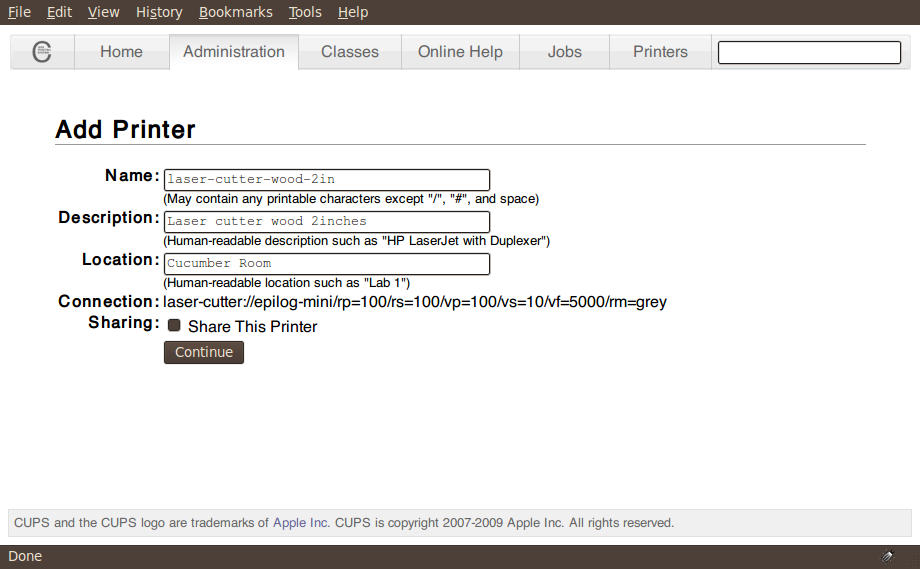 File Edit View History Bookmarks Tools Help
Home Administration Classes Online Help Jobs Printers
Add Printer
Name: laser-cutter-wood-2in
(May contain any printable characters except "/", "#", and space)
Description: Laser cutter wood 2inches
(Human-readable description such as "HP LaserJet with Duplexer")
Location: Cucumber Room
(Human-readable location such as "Lab 1")
Connection: laser-cutter://epilog-mini/rp=100/rs=100/vp=100/vs=10/vf=5000/rm=grey
Sharing: Share This Printer
Continue
CUPS and the CUPS logo are trademarks of Apple Inc. CUPS is copyright 2007-2009 Apple Inc. All rights reserved.
Done